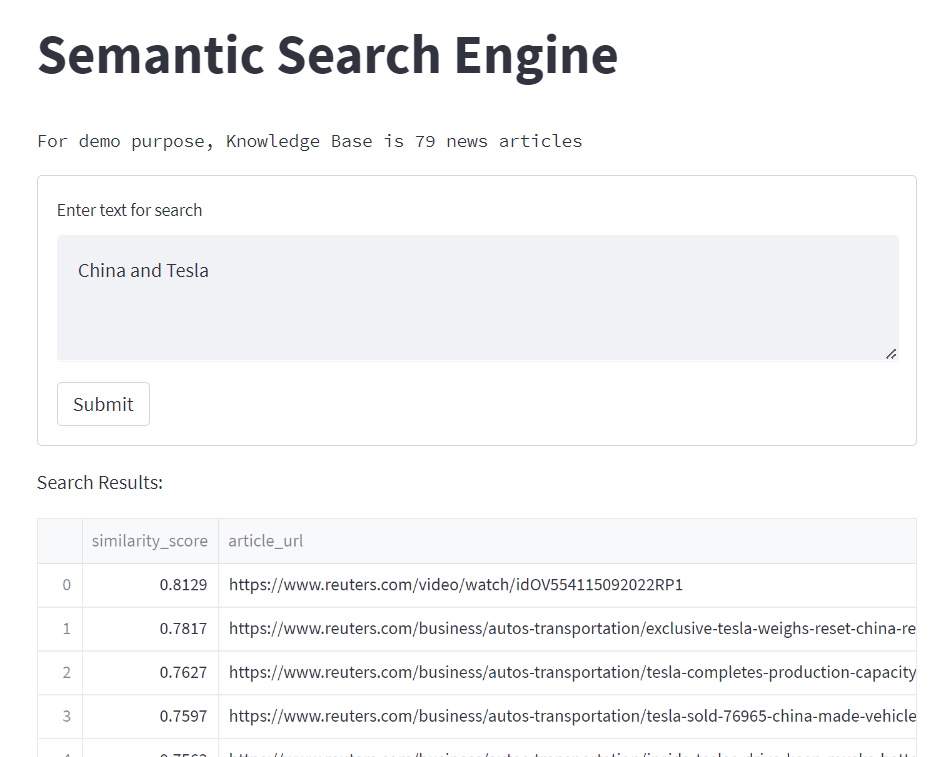 Semantic Search Engine
For demo purpose, Knowledge Base is 79 news articles
Enter text for search
China and Tesla
Submit
Search Results:
similarity_score article_url
0 0.8129 https://www.reuters.com/video/watch/idOV554115092022RP1
1 0.7817 https://www.reuters.com/business/autos-transportation/exclusive-tesla-weighs-reset-china-re
2 0.7627 https://www.reuters.com/business/autos-transportation/tesla-completes-production-capacity
3 0.7597 https://www.reuters.com/business/autos-transportation/tesla-sold-76965-china-made-vehicle